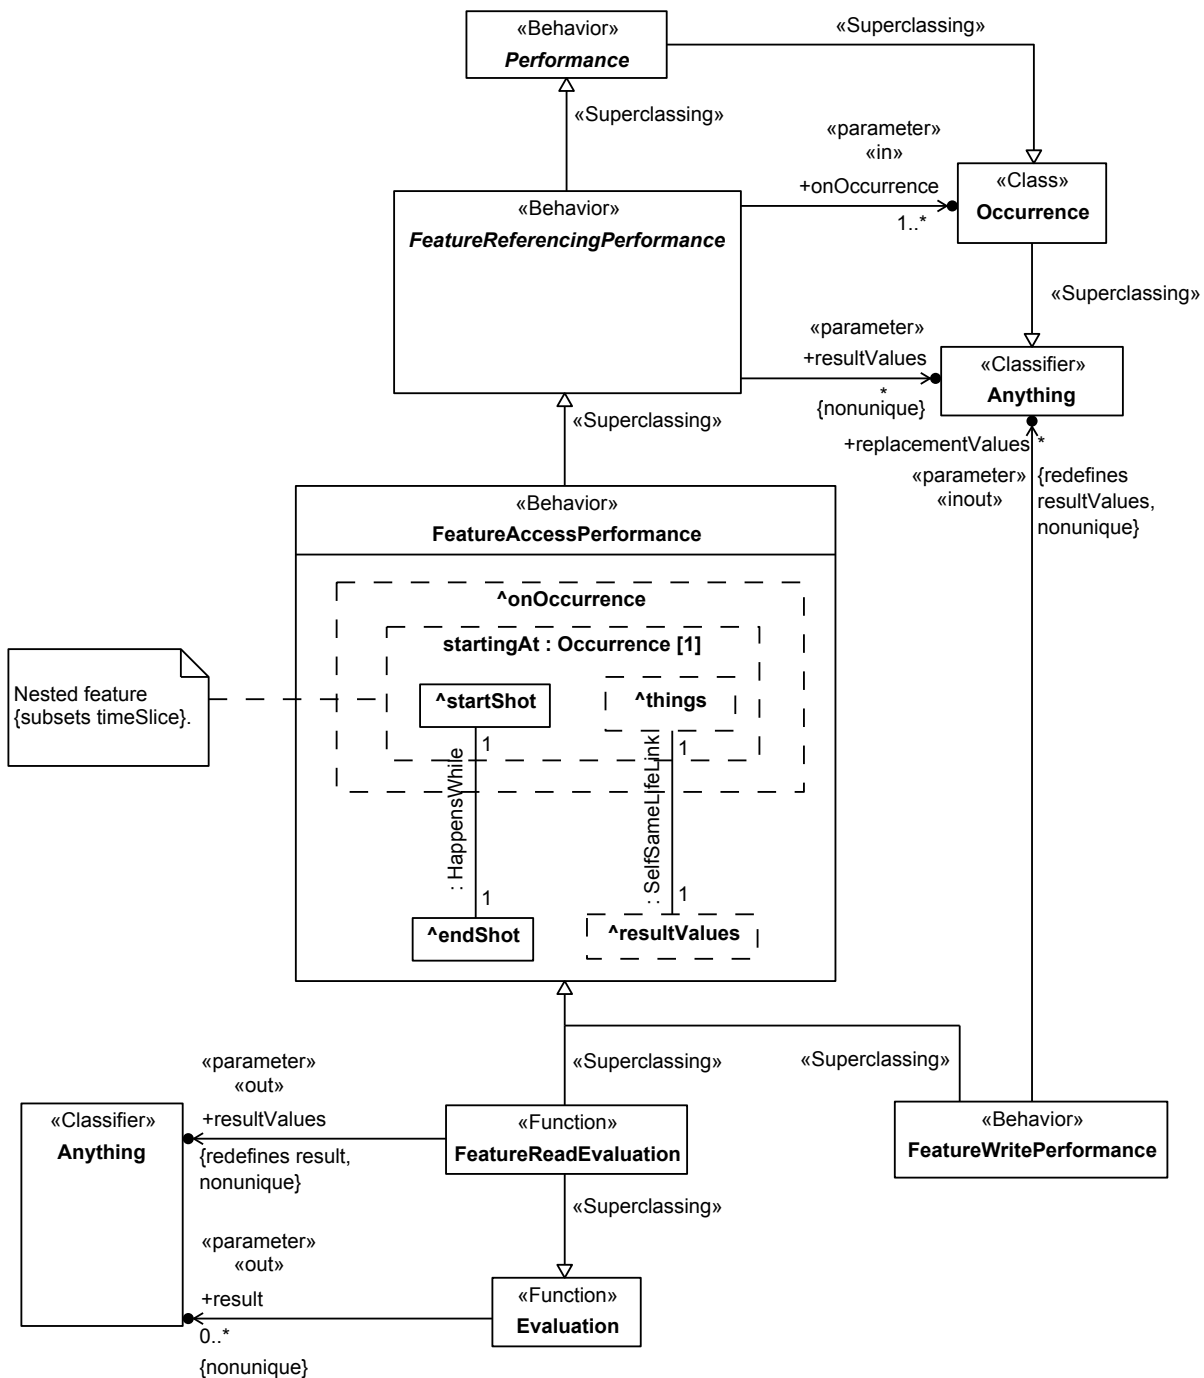 «Behavior»
Performance
«Superclassing»
«Superclassing»
«parameter»
«in»
+onOccurrence
1..*
«Class»
Occurrence
«Behavior»
FeatureReferencingPerformance
«Superclassing»
«parameter»
+resultValues
*
{nonunique}
«Classifier»
Anything
«Superclassing»
+replacementValues
*
«parameter»
«inout»
{redefines
resultValues,
nonunique}
«Behavior»
FeatureAccessPerformance
^onOccurrence
startingAt : Occurrence [1]
^startShot
^things
Nested feature
{subsets timeSlice}.
1
1
: HappensWhile
: SelfSameLifeLink
1
1
^endShot
^resultValues
«Superclassing»
«Superclassing»
«parameter»
«out»
+resultValues
{redefines result,
nonunique}
«Classifier»
Anything
«Function»
FeatureReadEvaluation
«Behavior»
FeatureWritePerformance
«Superclassing»
«parameter»
«out»
+result
0..*
{nonunique}
«Function»
Evaluation